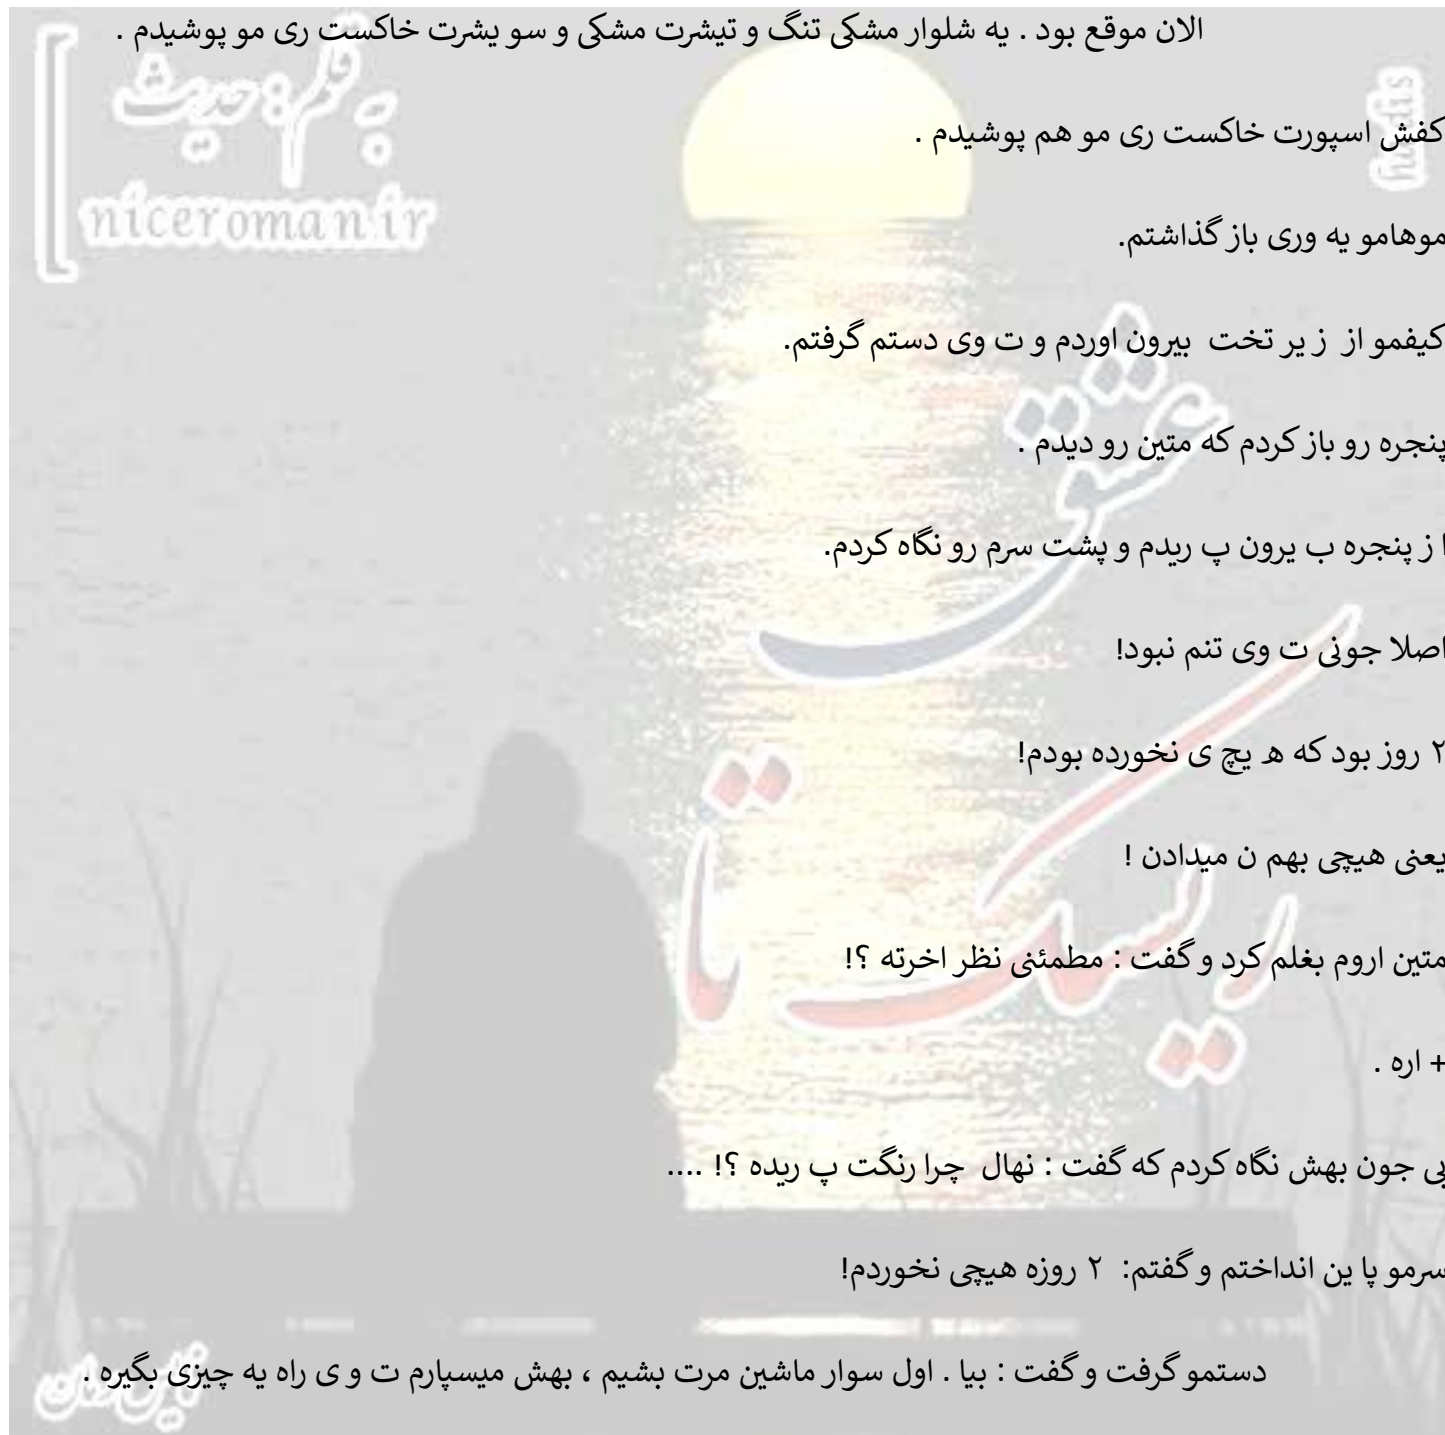 الان موقع بود . یه شلوار مشکی تنگ و تیشرت مشکی و سو یشرت خاکست ری مو پوشیدم .
به قلم: حدیث
niceroman.ir
کفش اسپورت خاکست ری مو هم پوشیدم .
موهامو یه وری باز گذاشتم.
کیفمو از ز یر تخت بیرون اوردم و ت وی دستم گرفتم.
پنجره رو باز کردم که متین رو دیدم .
ا ز پنجره ب یرون پ ریدم و پشت سرم رو نگاه کردم.
اصلا جونی ت وی تنم نبود!
۲ روز بود که ه یچ ی نخورده بودم!
یعنی هیچی بهم ن میدادن !
متین اروم بغلم کرد و گفت : مطمئنی نظر اخرته ؟!
+ اره .
بی جون بهش نگاه کردم که گفت : نهال چرا رنگت پ ریده ؟! ....
سرمو پا ین انداختم و گفتم: ۲ روزه هیچی نخوردم!
دستمو گرفت و گفت : بیا . اول سوار ماشین مرت بشیم ، بهش میسپارم ت و ی راه یه چیزی بگیره .
ریسک تا عشق